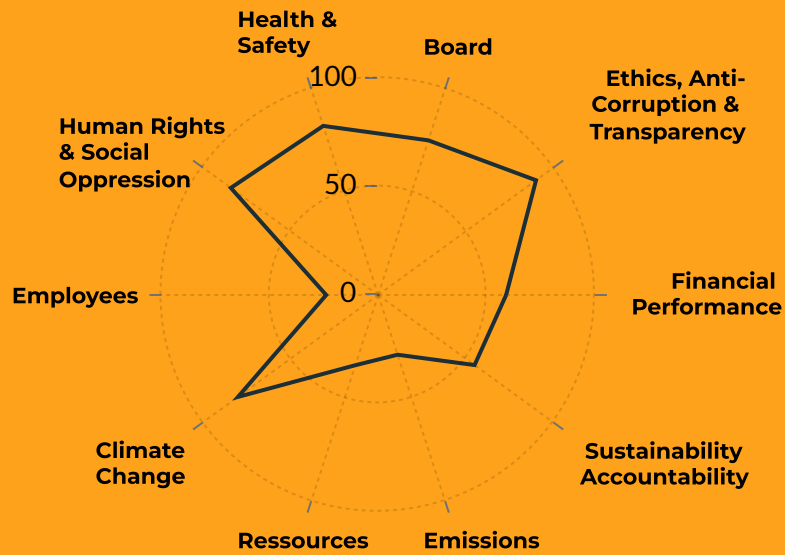 Health &
Safety
Board
100
Ethics, Anti-
Corruption &
Transparency
Human Rights
& Social
Oppression
50
Financial
Performance
Employees
0
Climate
Change
Sustainability
Accountability
Ressources
Emissions